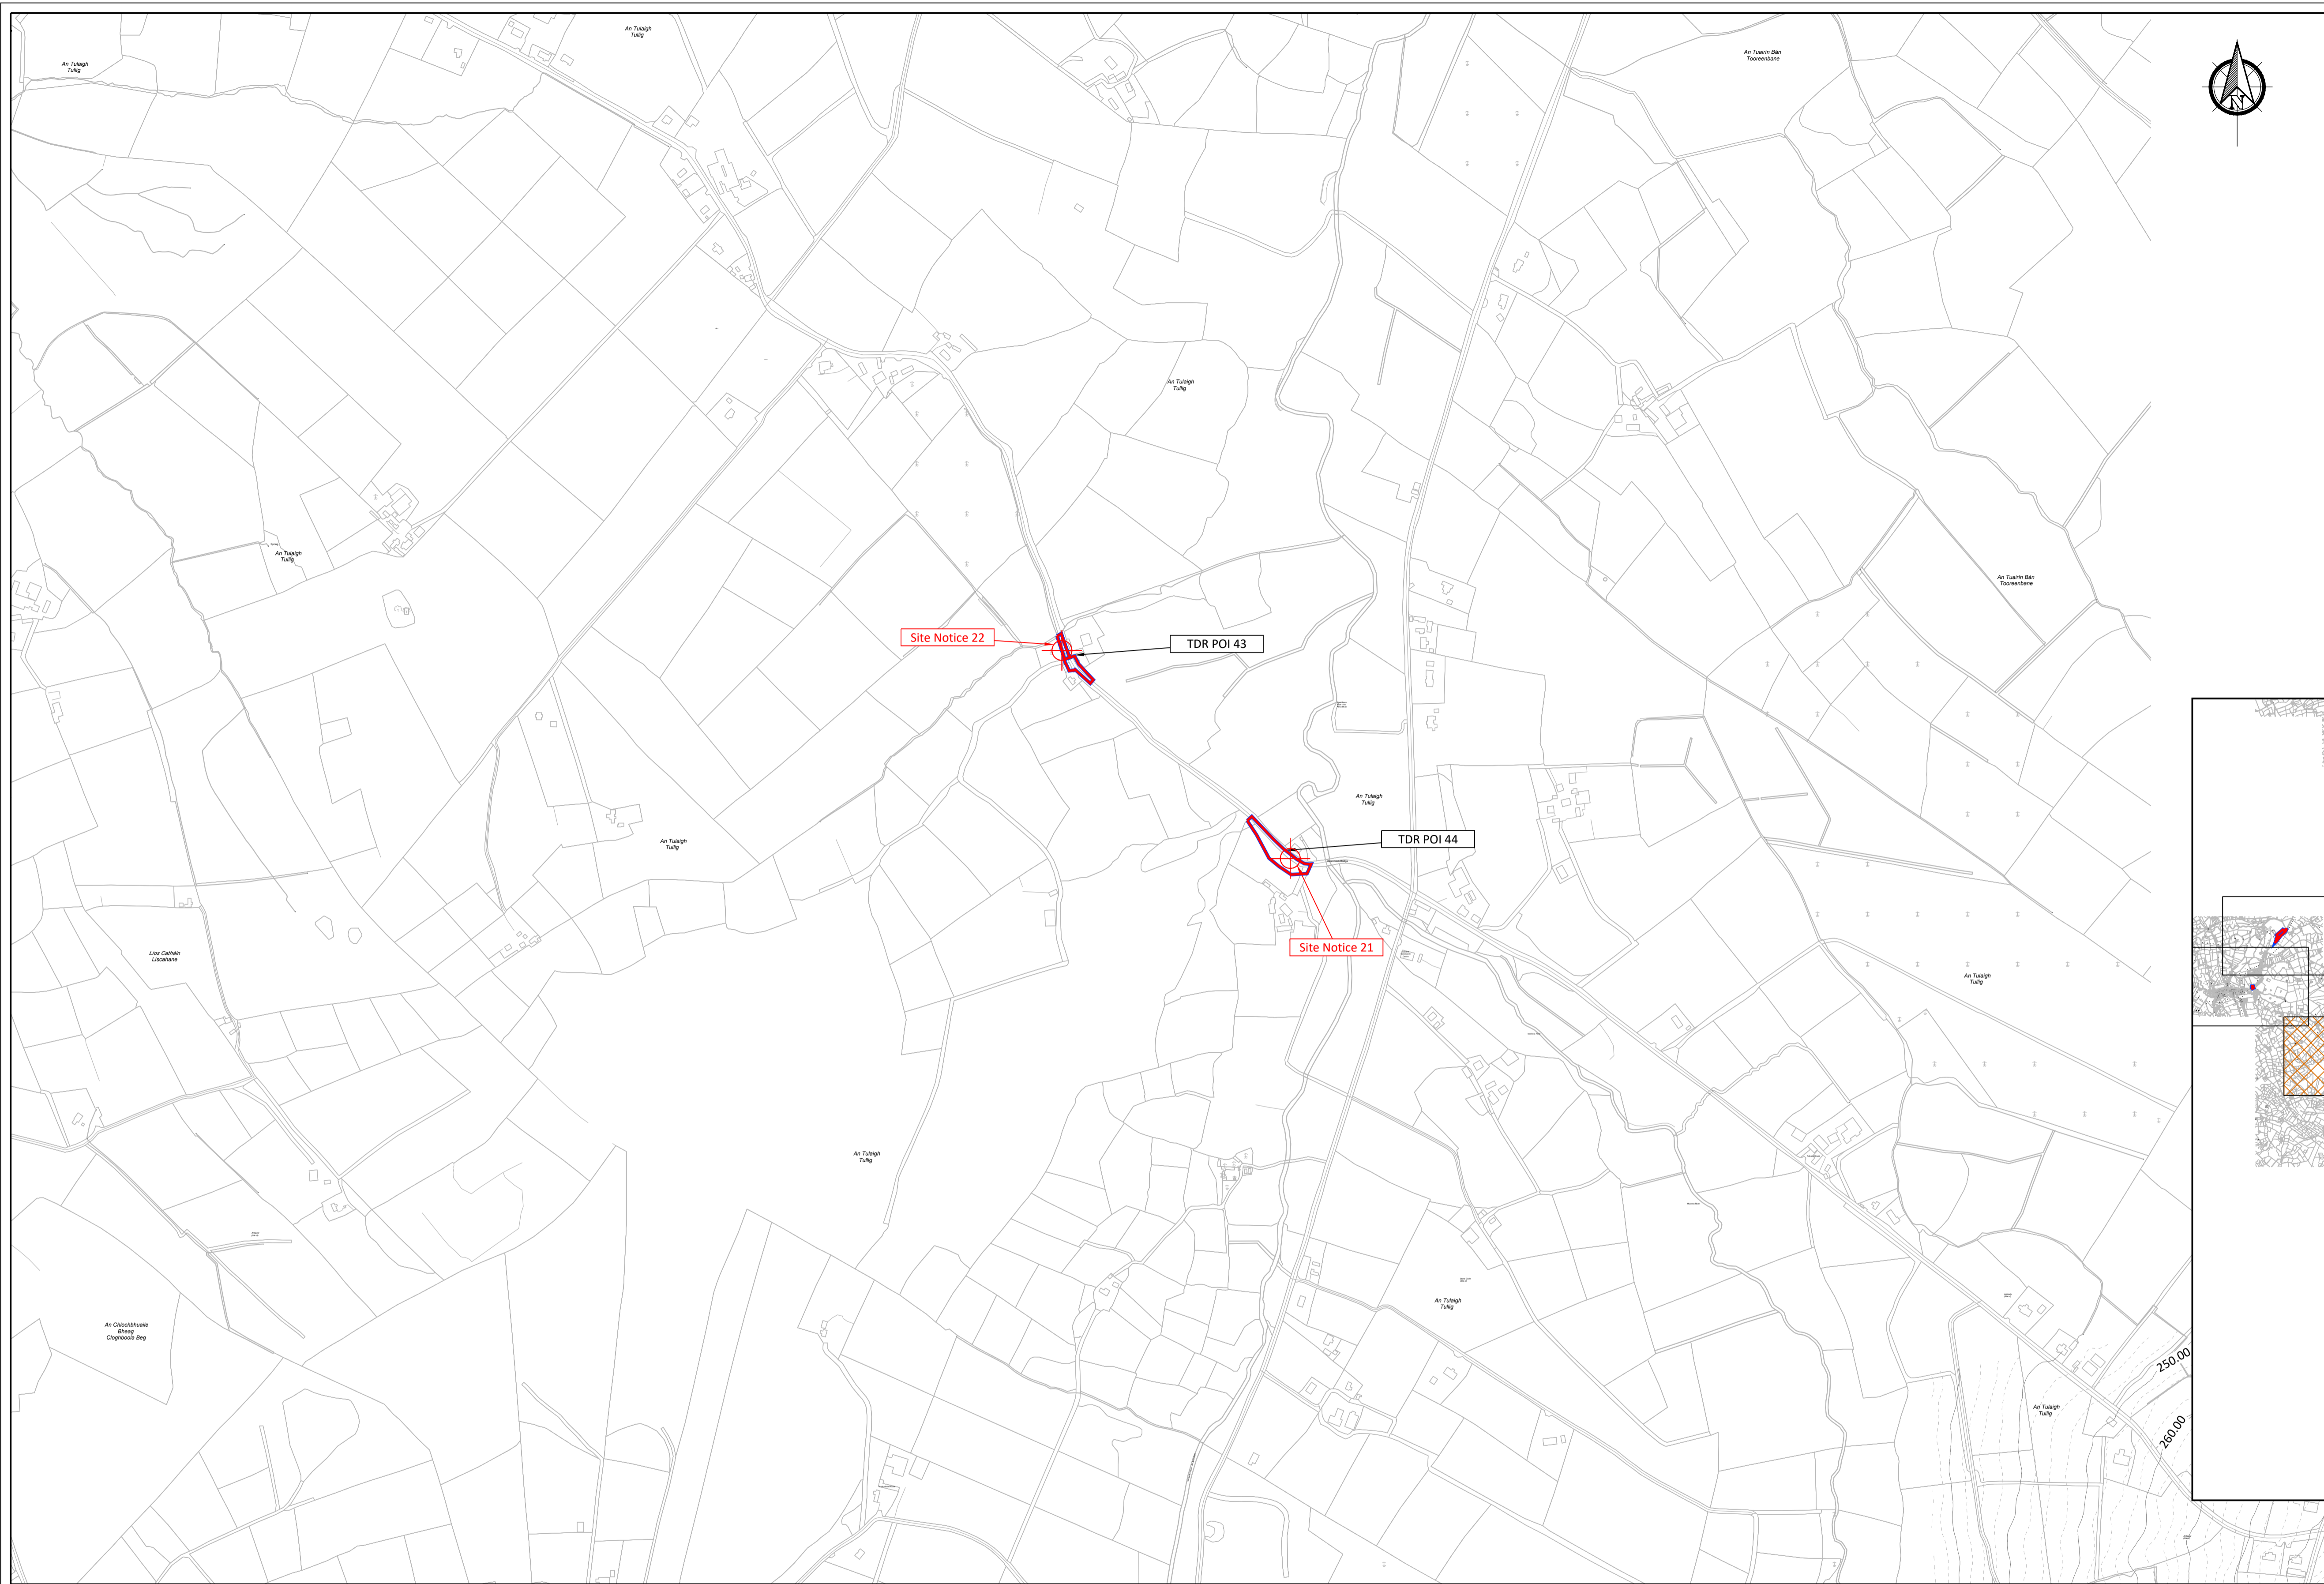 An Tulaigh
Tullig
An Tulaigh
Tullig
An Tuairín Bán
Tooreenbane
N
An Tulaigh
Tullig
An Tulaigh
Tullig
An Tuairín Bán
Tooreenbane
Site Notice 22
TDR POI 43
An Tulaigh
Tullig
An Tulaigh
Tullig
TDR POI 44
Site Notice 21
Lios Catháin
Liscahane
An Tulaigh
Tullig
An Tulaigh
Tullig
An Tulaigh
Tullig
An Chlochbhuaile
Bheag
Cloghboola Beg
250.00
An Tulaigh
Tullig
260.00